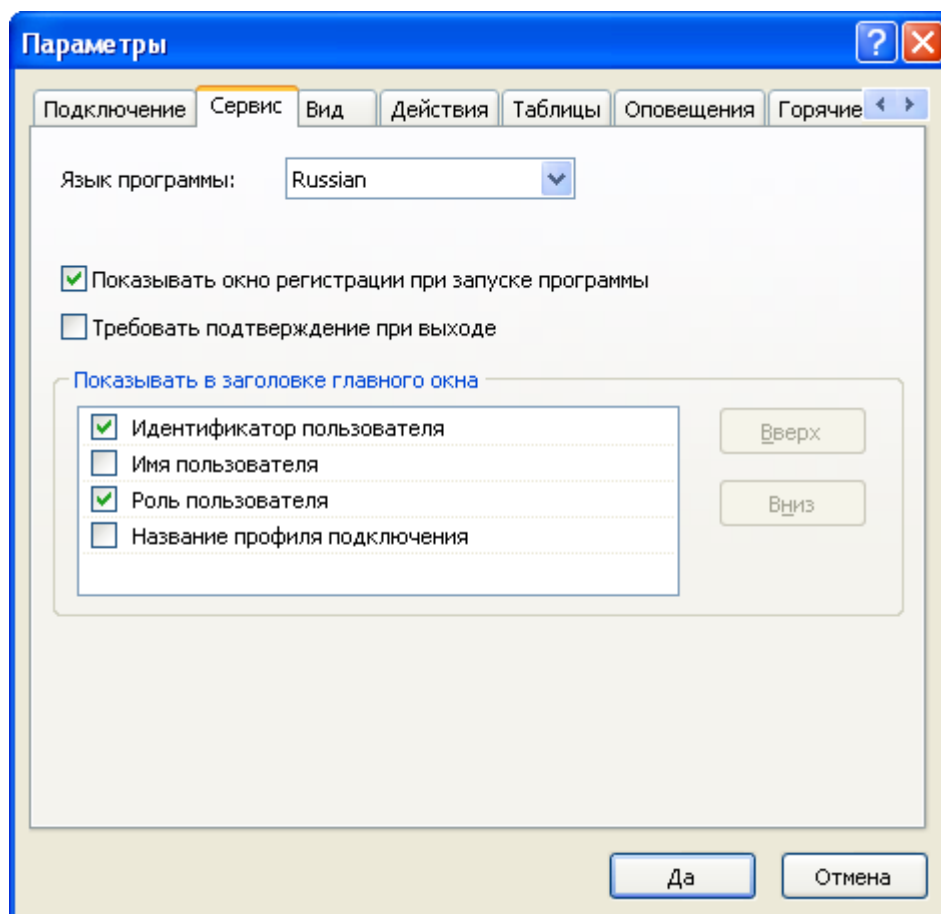 Параметры
Подключение Сервис Вид Действия Таблицы Оповещения Горячие
Язык программы: Russian
Показывать окно регистрации при запуске программы
Требовать подтверждение при выходе
Показывать в заголовке главного окна
Идентификатор пользователя
Имя пользователя
Роль пользователя
Название профиля подключения
Вверх
Вниз
Да Отмена